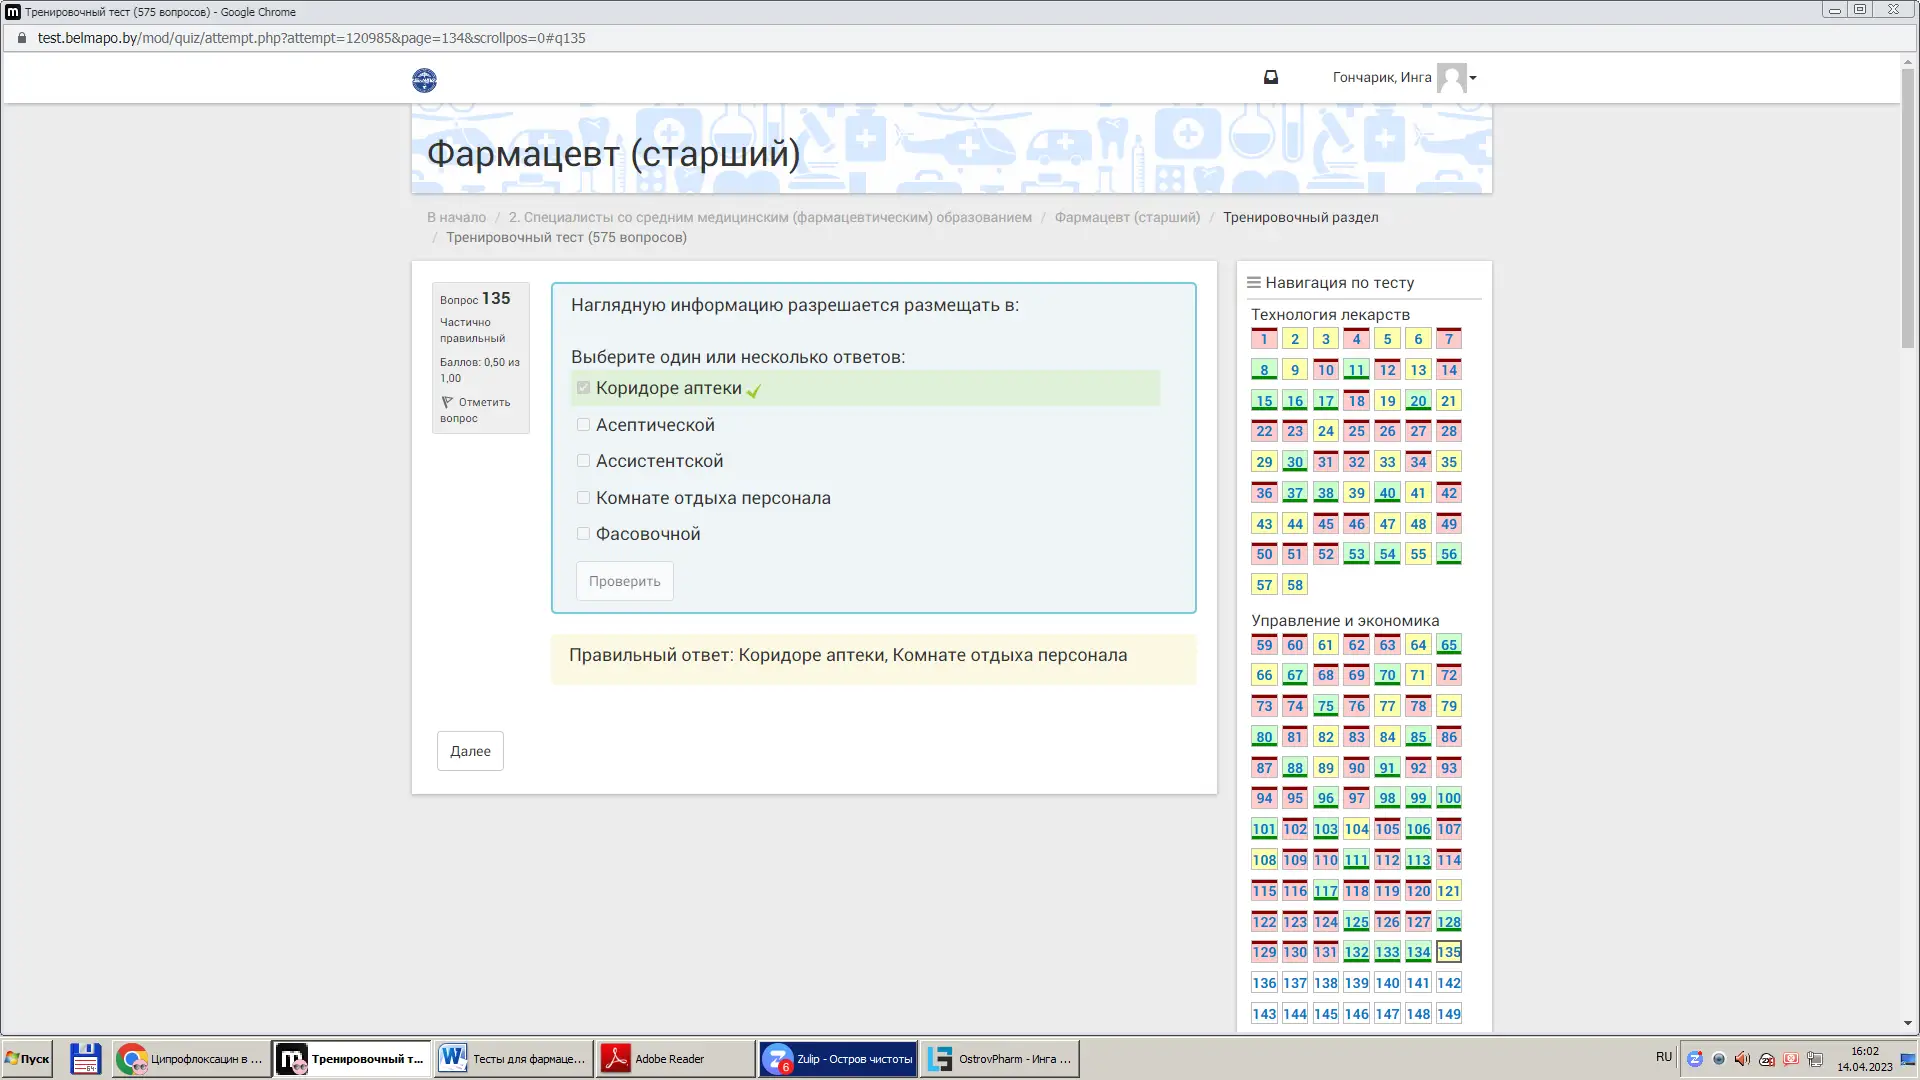 Тренировочный тест (575 вопросов) - Google Chrome
test.belmapo.by/mod/quiz/attempt.php?attempt=120985&page=134&scrollpos=0#q135
Гончарик, Инга
Фармацевт (старший)
В начало / 2. Специалисты со средним медицинским (фармацевтическим) образованием / Фармацевт (старший) / Тренировочный раздел
/ Тренировочный тест (575 вопросов)
Вопрос 135
Частично
правильный
Баллов: 0,50 из
1,00
Отметить
вопрос
Наглядную информацию разрешается размещать в:
Выберите один или несколько ответов:
Коридоре аптеки
Асептической
Ассистентской
Комнате отдыха персонала
Фасовочной
Проверить
Правильный ответ: Коридоре аптеки, Комнате отдыха персонала
Далее
Навигация по тесту
Технология лекарств
1 2 3 4 5 6 7
8 9 10 11 12 13 14
15 16 17 18 19 20 21
22 23 24 25 26 27 28
29 30 31 32 33 34 35
36 37 38 39 40 41 42
43 44 45 46 47 48 49
50 51 52 53 54 55 56
57 58
Управление и экономика
59 60 61 62 63 64 65
66 67 68 69 70 71 72
73 74 75 76 77 78 79
80 81 82 83 84 85 86
87 88 89 90 91 92 93
94 95 96 97 98 99 100
101 102 103 104 105 106 107
108 109 110 111 112 113 114
115 116 117 118 119 120 121
122 123 124 125 126 127 128
129 130 131 132 133 134 135
136 137 138 139 140 141 142
143 144 145 146 147 148 149
Пуск
Ципрофлоксацин в ...
Тренировочный т...
Тесты для фармаце...
Adobe Reader
6
Zulip - Остров чистоты
OstrovPharm - Инга ...
RU
16:02
14.04.2023